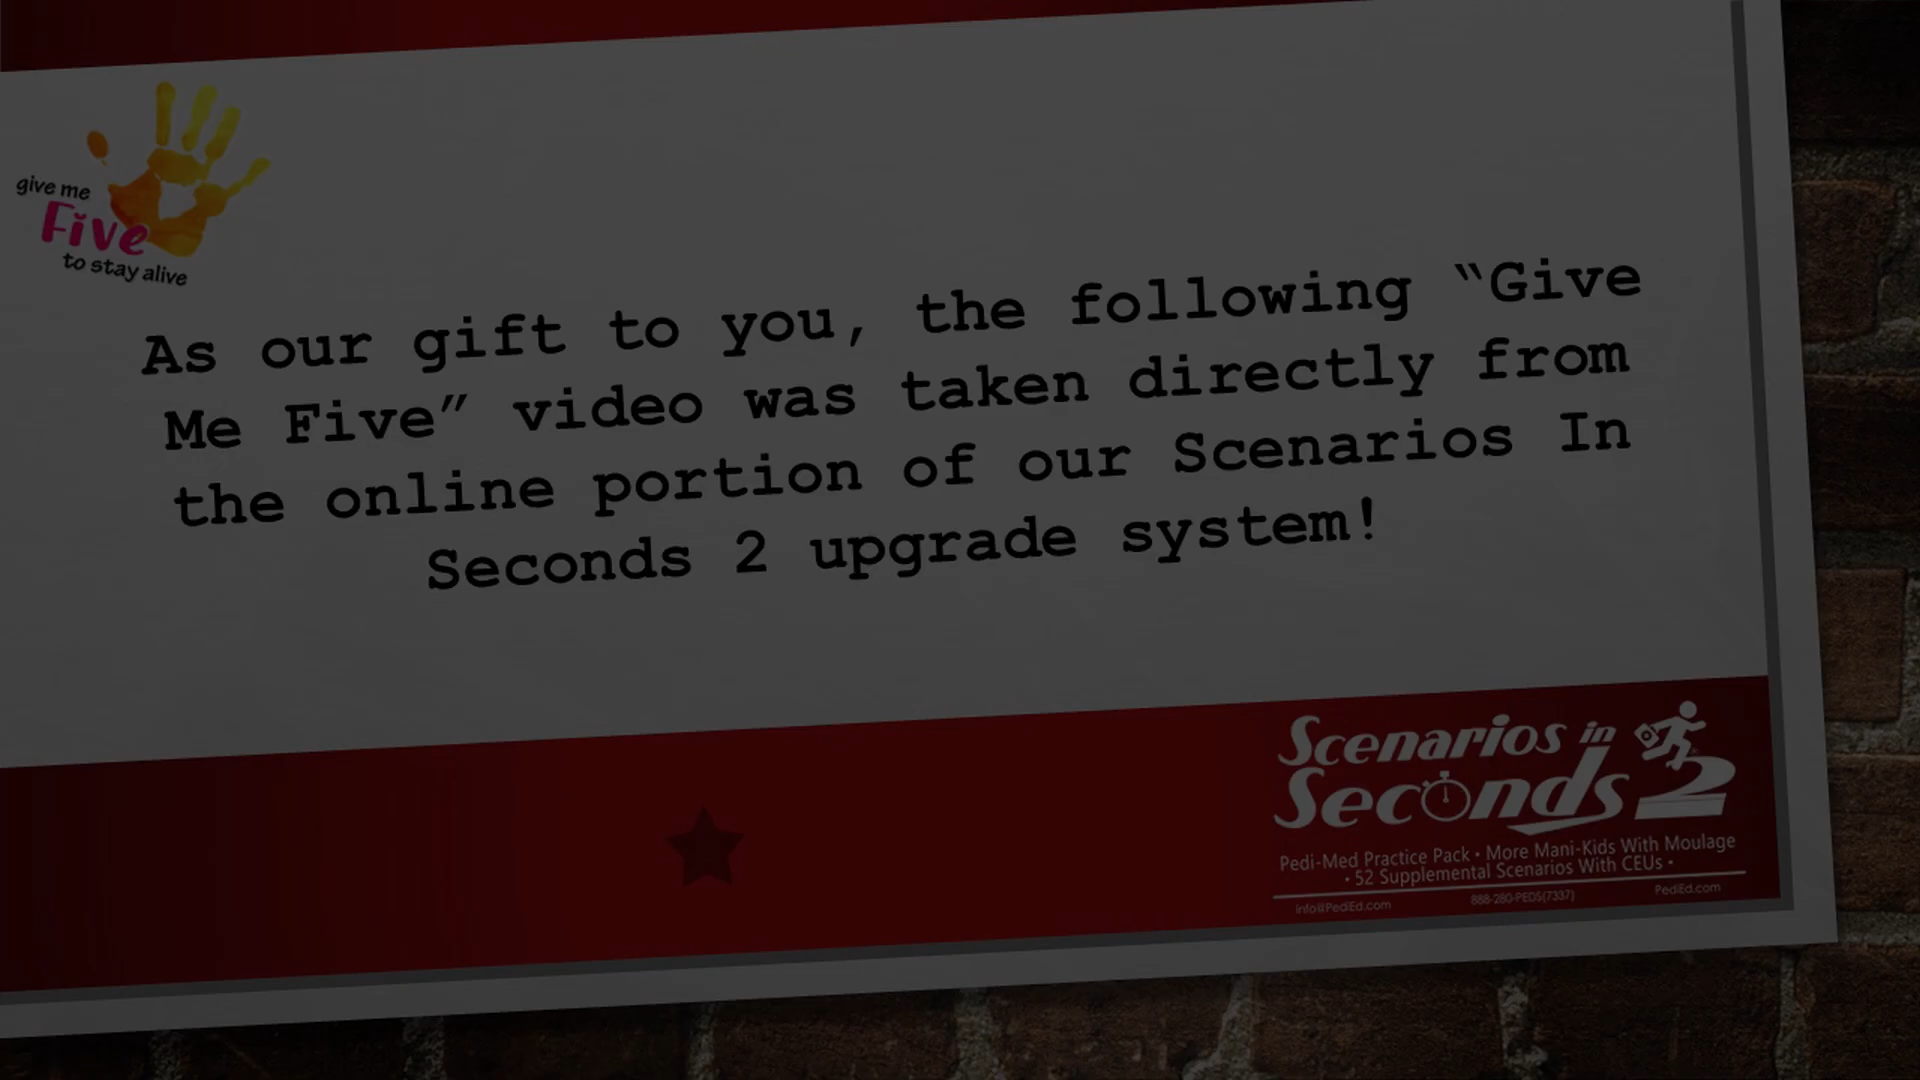 give me
Five
to stay alive
As our gift to you, the following “Give
Me Five” video was taken directly from
the online portion of our Scenarios In
Seconds 2 upgrade system!
Scenarios in
Seconds 2
Pedi-Med Practice Pack • More Mani-Kids With Moulage
• 52 Supplemental Scenarios With CEUs •
info@PediEd.com 888-280-PEDS(7337) PediEd.com